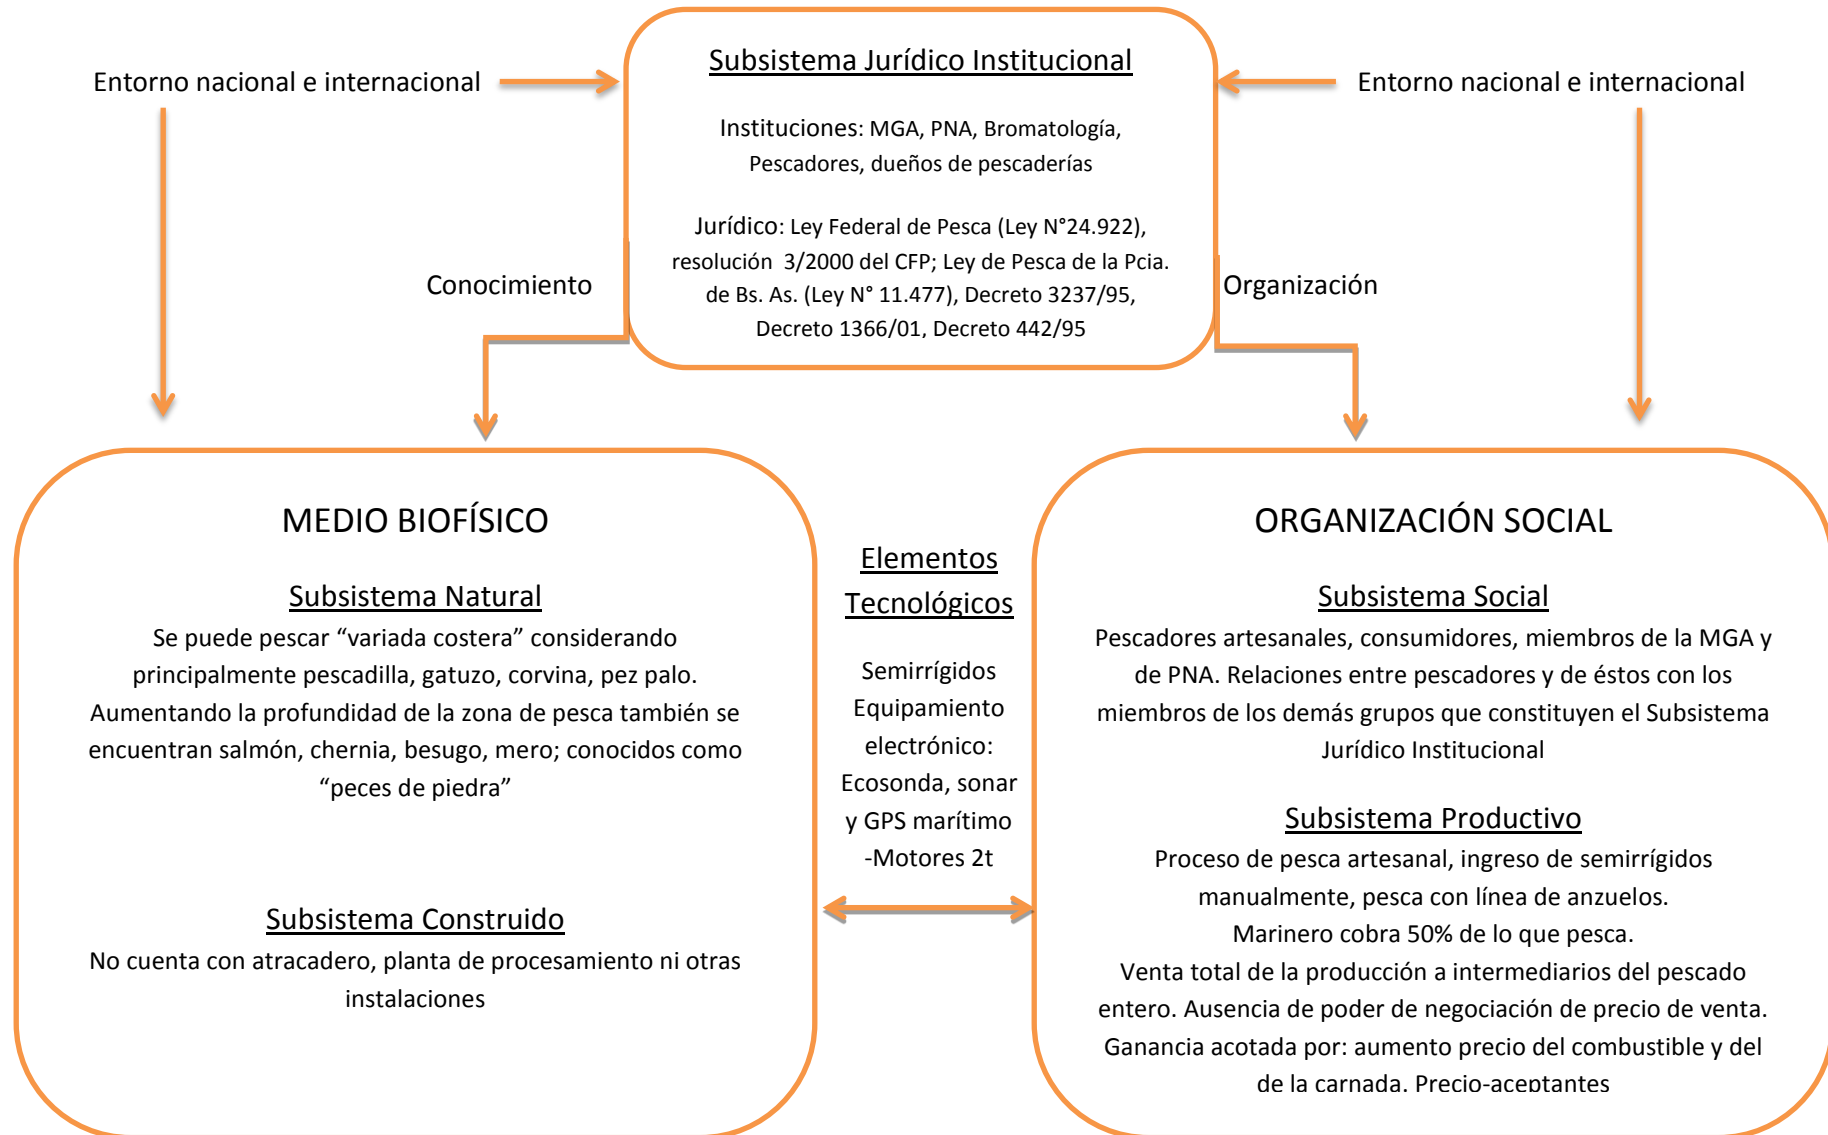 Subsistema Jurídico Institucional
Entorno nacional e internacional
Entorno nacional e internacional
Instituciones: MGA, PNA, Bromatología,
Pescadores, dueños de pescaderías
Jurídico: Ley Federal de Pesca (Ley N°24.922),
resolución 3/2000 del CFP; Ley de Pesca de la Pcia.
de Bs. As. (Ley N° 11.477), Decreto 3237/95,
Decreto 1366/01, Decreto 442/95
Conocimiento
Organización
MEDIO BIOFÍSICO
Subsistema Natural
Se puede pescar “variada costera” considerando
principalmente pescadilla, gatuzo, corvina, pez palo.
Aumentando la profundidad de la zona de pesca también se
encuentran salmón, chernia, besugo, mero; conocidos como
“peces de piedra”
Subsistema Construido
No cuenta con atracadero, planta de procesamiento ni otras
instalaciones
Elementos
Tecnológicos
Semirrígidos
Equipamiento
electrónico:
Ecosonda, sonar
y GPS marítimo
-Motores 2t
ORGANIZACIÓN SOCIAL
Subsistema Social
Pescadores artesanales, consumidores, miembros de la MGA y
de PNA. Relaciones entre pescadores y de éstos con los
miembros de los demás grupos que constituyen el Subsistema
Jurídico Institucional
Subsistema Productivo
Proceso de pesca artesanal, ingreso de semirrígidos
manualmente, pesca con línea de anzuelos.
Marinero cobra 50% de lo que pesca.
Venta total de la producción a intermediarios del pescado
entero. Ausencia de poder de negociación de precio de venta.
Ganancia acotada por: aumento precio del combustible y del
de la carnada. Precio-aceptantes